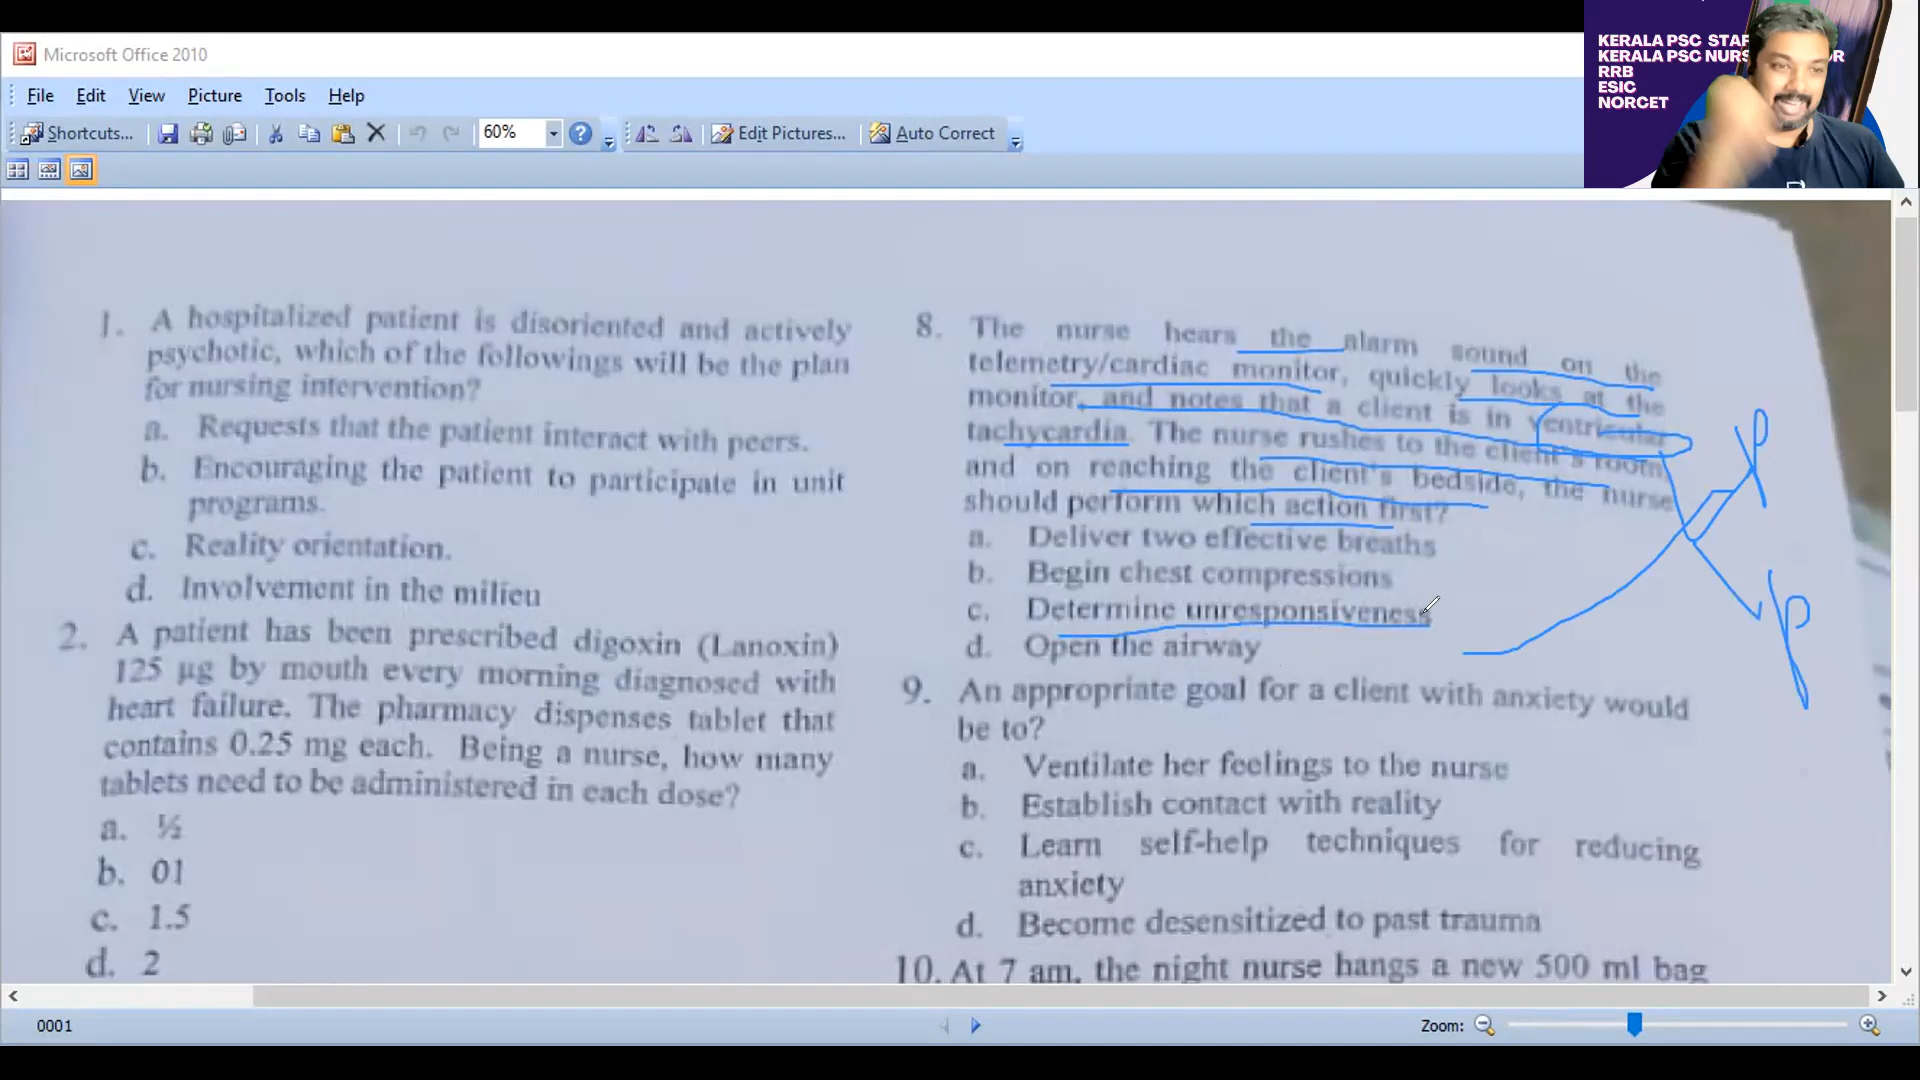 Microsoft Office 2010
File Edit View Picture Tools Help
Shortcuts... 60% Edit Pictures... Auto Correct
KERALA PSC STAF
KERALA PSC NURS OR
RRB
ESIC
NORCET
1. A hospitalized patient is disoriented and actively
psychotic, which of the followings will be the plan
for nursing intervention?
a. Requests that the patient interact with peers.
b. Encouraging the patient to participate in unit
programs.
c. Reality orientation.
d. Involvement in the milieu
2. A patient has been prescribed digoxin (Lanoxin)
125 µg by mouth every morning diagnosed with
heart failure. The pharmacy dispenses tablet that
contains 0.25 mg each. Being a nurse, how many
tablets need to be administered in each dose?
a. ½
b. 01
c. 1.5
d. 2
8. The nurse hears the alarm sound on the
telemetry/cardiac monitor, quickly looks at the
monitor, and notes that a client is in ventricular
tachycardia. The nurse rushes to the client's room,
and on reaching the client's bedside, the nurse
should perform which action first?
a. Deliver two effective breaths
b. Begin chest compressions
c. Determine unresponsiveness
d. Open the airway
9. An appropriate goal for a client with anxiety would
be to?
a. Ventilate her feelings to the nurse
b. Establish contact with reality
c. Learn self-help techniques for reducing
anxiety
d. Become desensitized to past trauma
10. At 7 am, the night nurse hangs a new 500 ml bag
p
0001
Zoom: